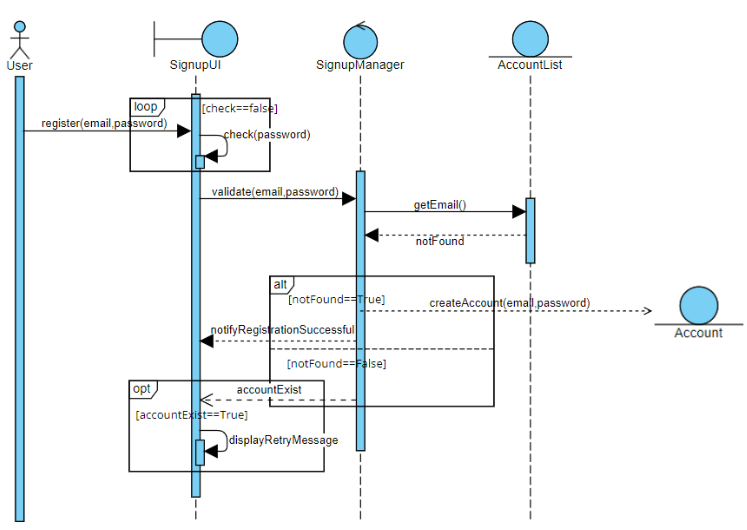 User
SignupUI
SignupManager
AccountList
loop
[check==false]
register(email,password)
check(password)
validate(email,password)
getEmail()
notFound
alt
[notFound==True]
createAccount(email,password)
Account
notifyRegistrationSuccessful
[notFound==False]
opt
accountExist
[accountExist==True]
displayRetryMessage